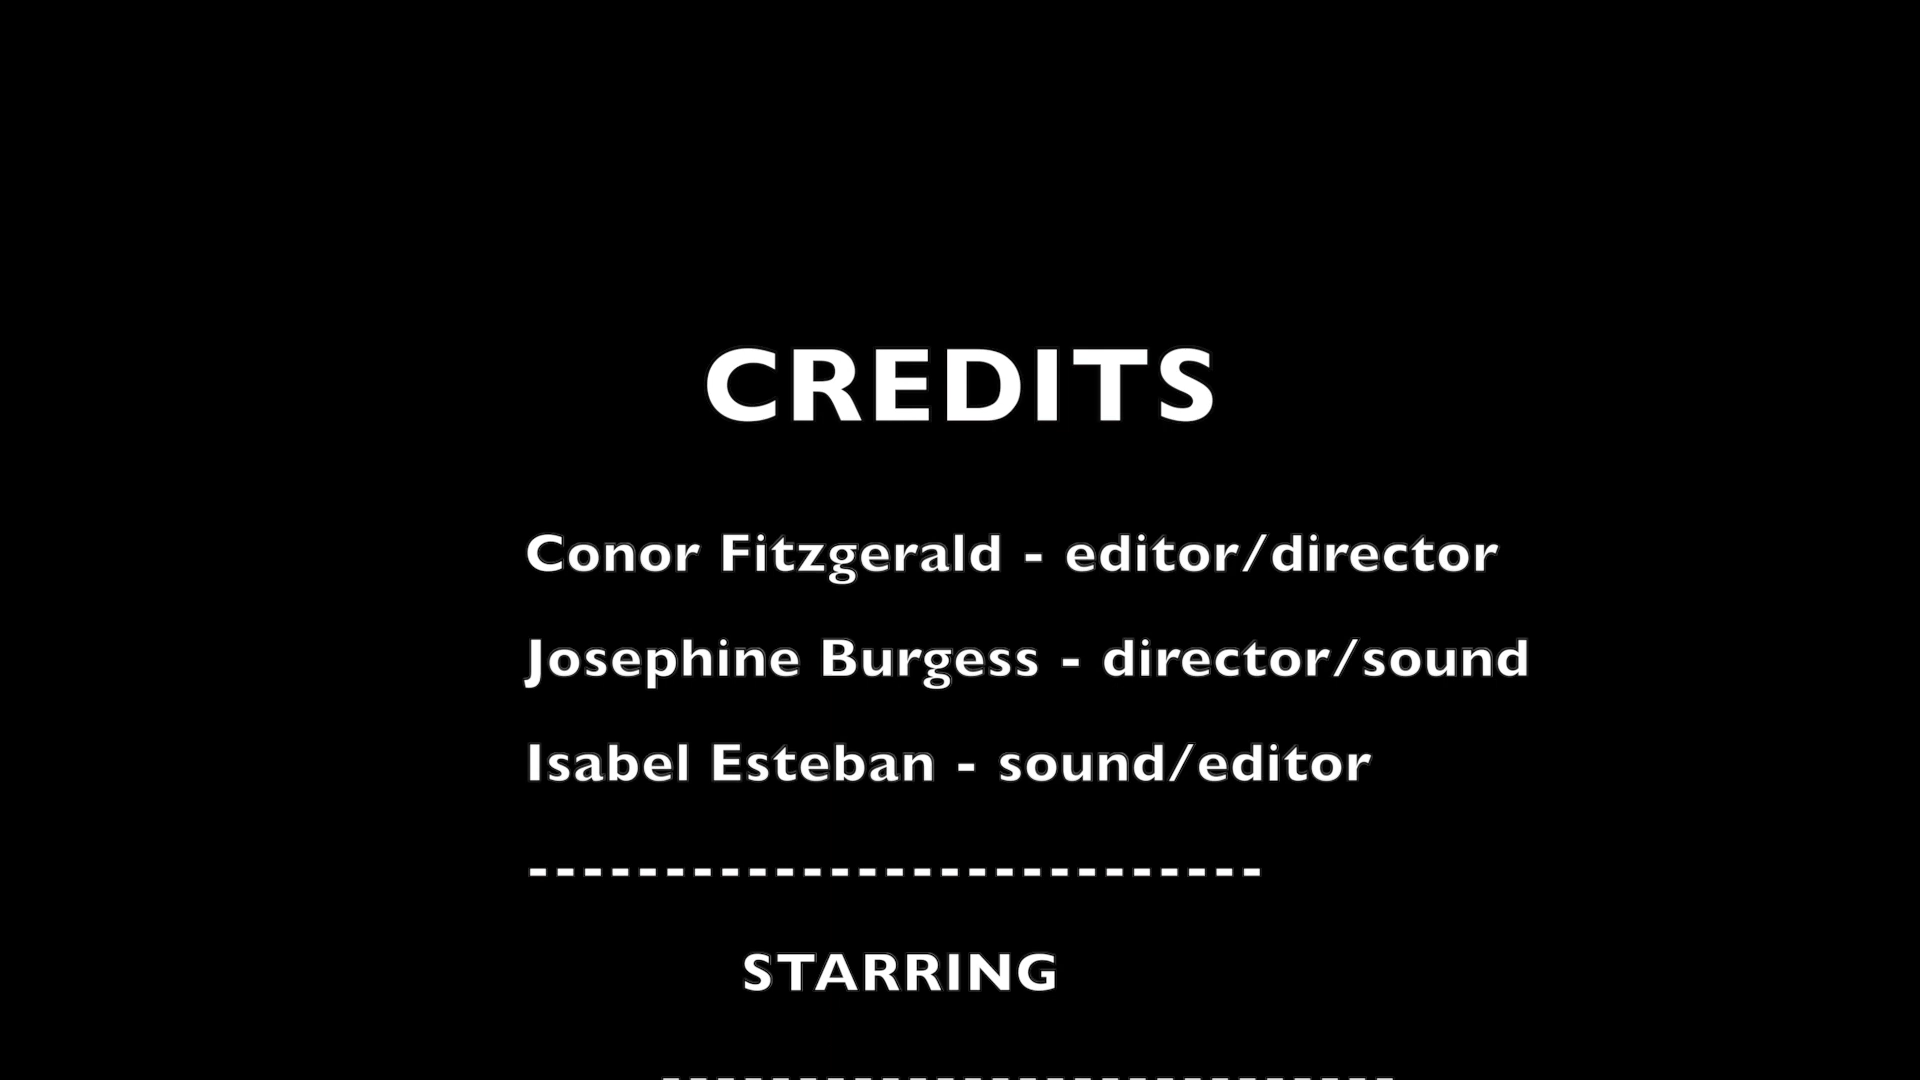 CREDITS
Conor Fitzgerald - editor/director
Josephine Burgess - director/sound
Isabel Esteban - sound/editor
---------------------------
STARRING
---------------------------